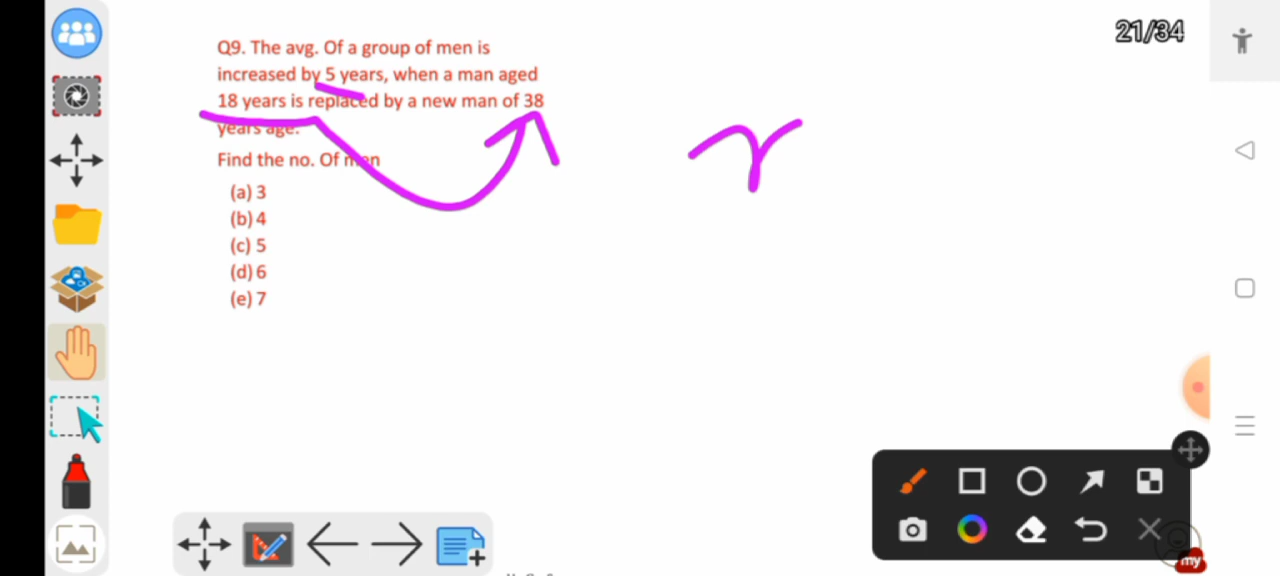 21/34
Q9. The avg. Of a group of men is
increased by 5 years, when a man aged
18 years is replaced by a new man of 38
years age.
Find the no. Of men
(a) 3
(b) 4
(c) 5
(d) 6
(e) 7
my